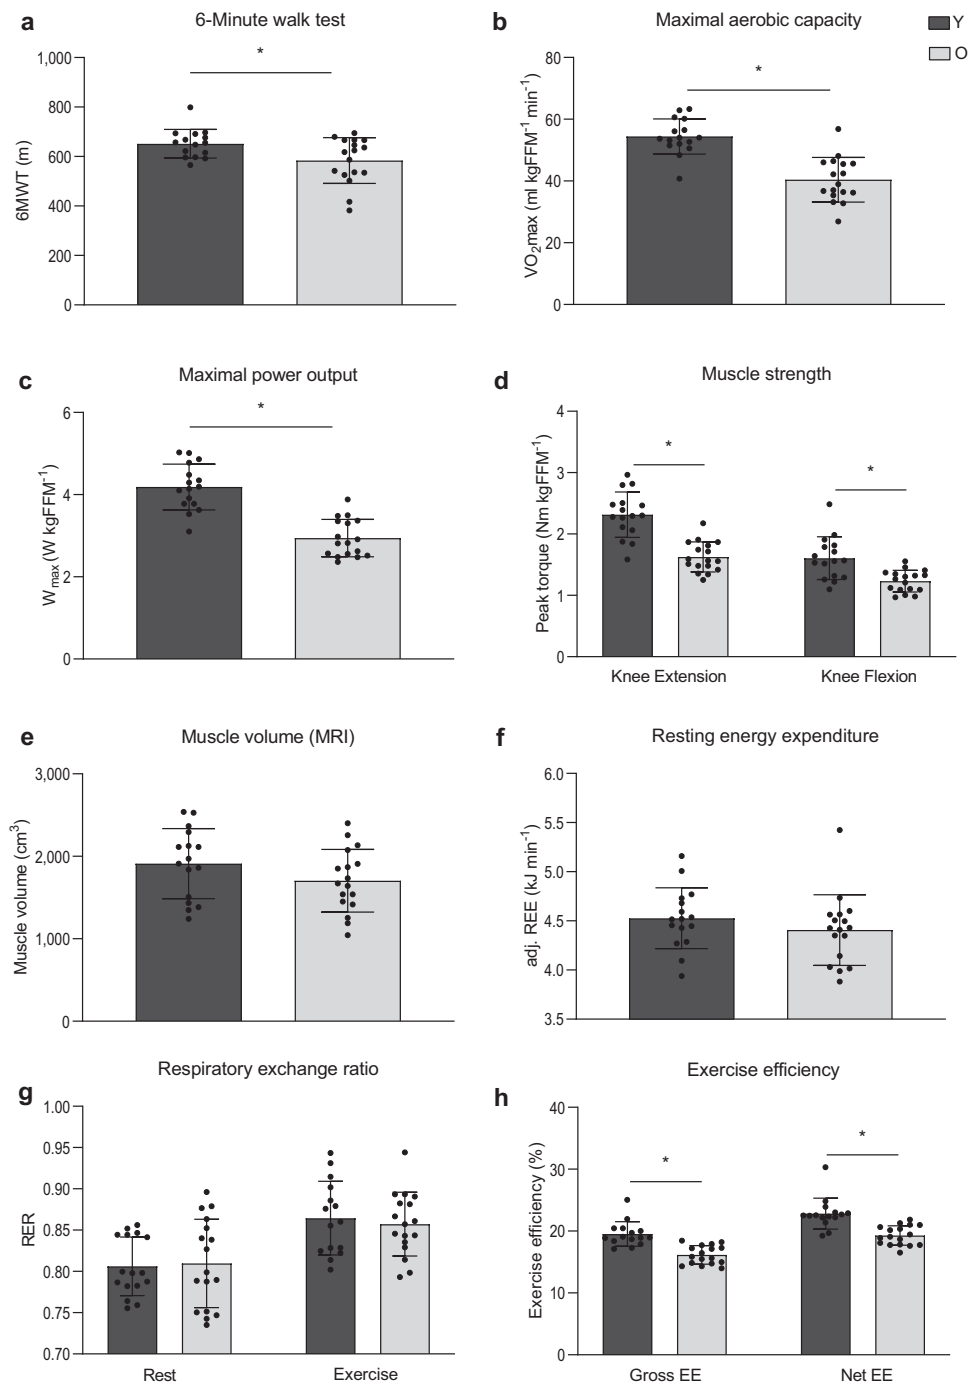 a
6-Minute walk test
*
1,000
800
600
400
200
0
6MWT (m)
b
Maximal aerobic capacity
Y
O
*
80
60
40
20
0
VO₂max (ml kgFFM⁻¹ min⁻¹)
c
Maximal power output
*
6
4
2
0
Wₘₐₓ (W kgFFM⁻¹)
d
Muscle strength
*
*
4
3
2
1
0
Peak torque (Nm kgFFM⁻¹)
Knee Extension
Knee Flexion
e
Muscle volume (MRI)
3,000
2,000
1,000
0
Muscle volume (cm³)
f
Resting energy expenditure
6.0
5.5
5.0
4.5
4.0
3.5
adj. REE (kJ min⁻¹)
g
Respiratory exchange ratio
1.00
0.95
0.90
0.85
0.80
0.75
0.70
RER
Rest
Exercise
h
Exercise efficiency
*
*
40
30
20
10
0
Exercise efficiency (%)
Gross EE
Net EE